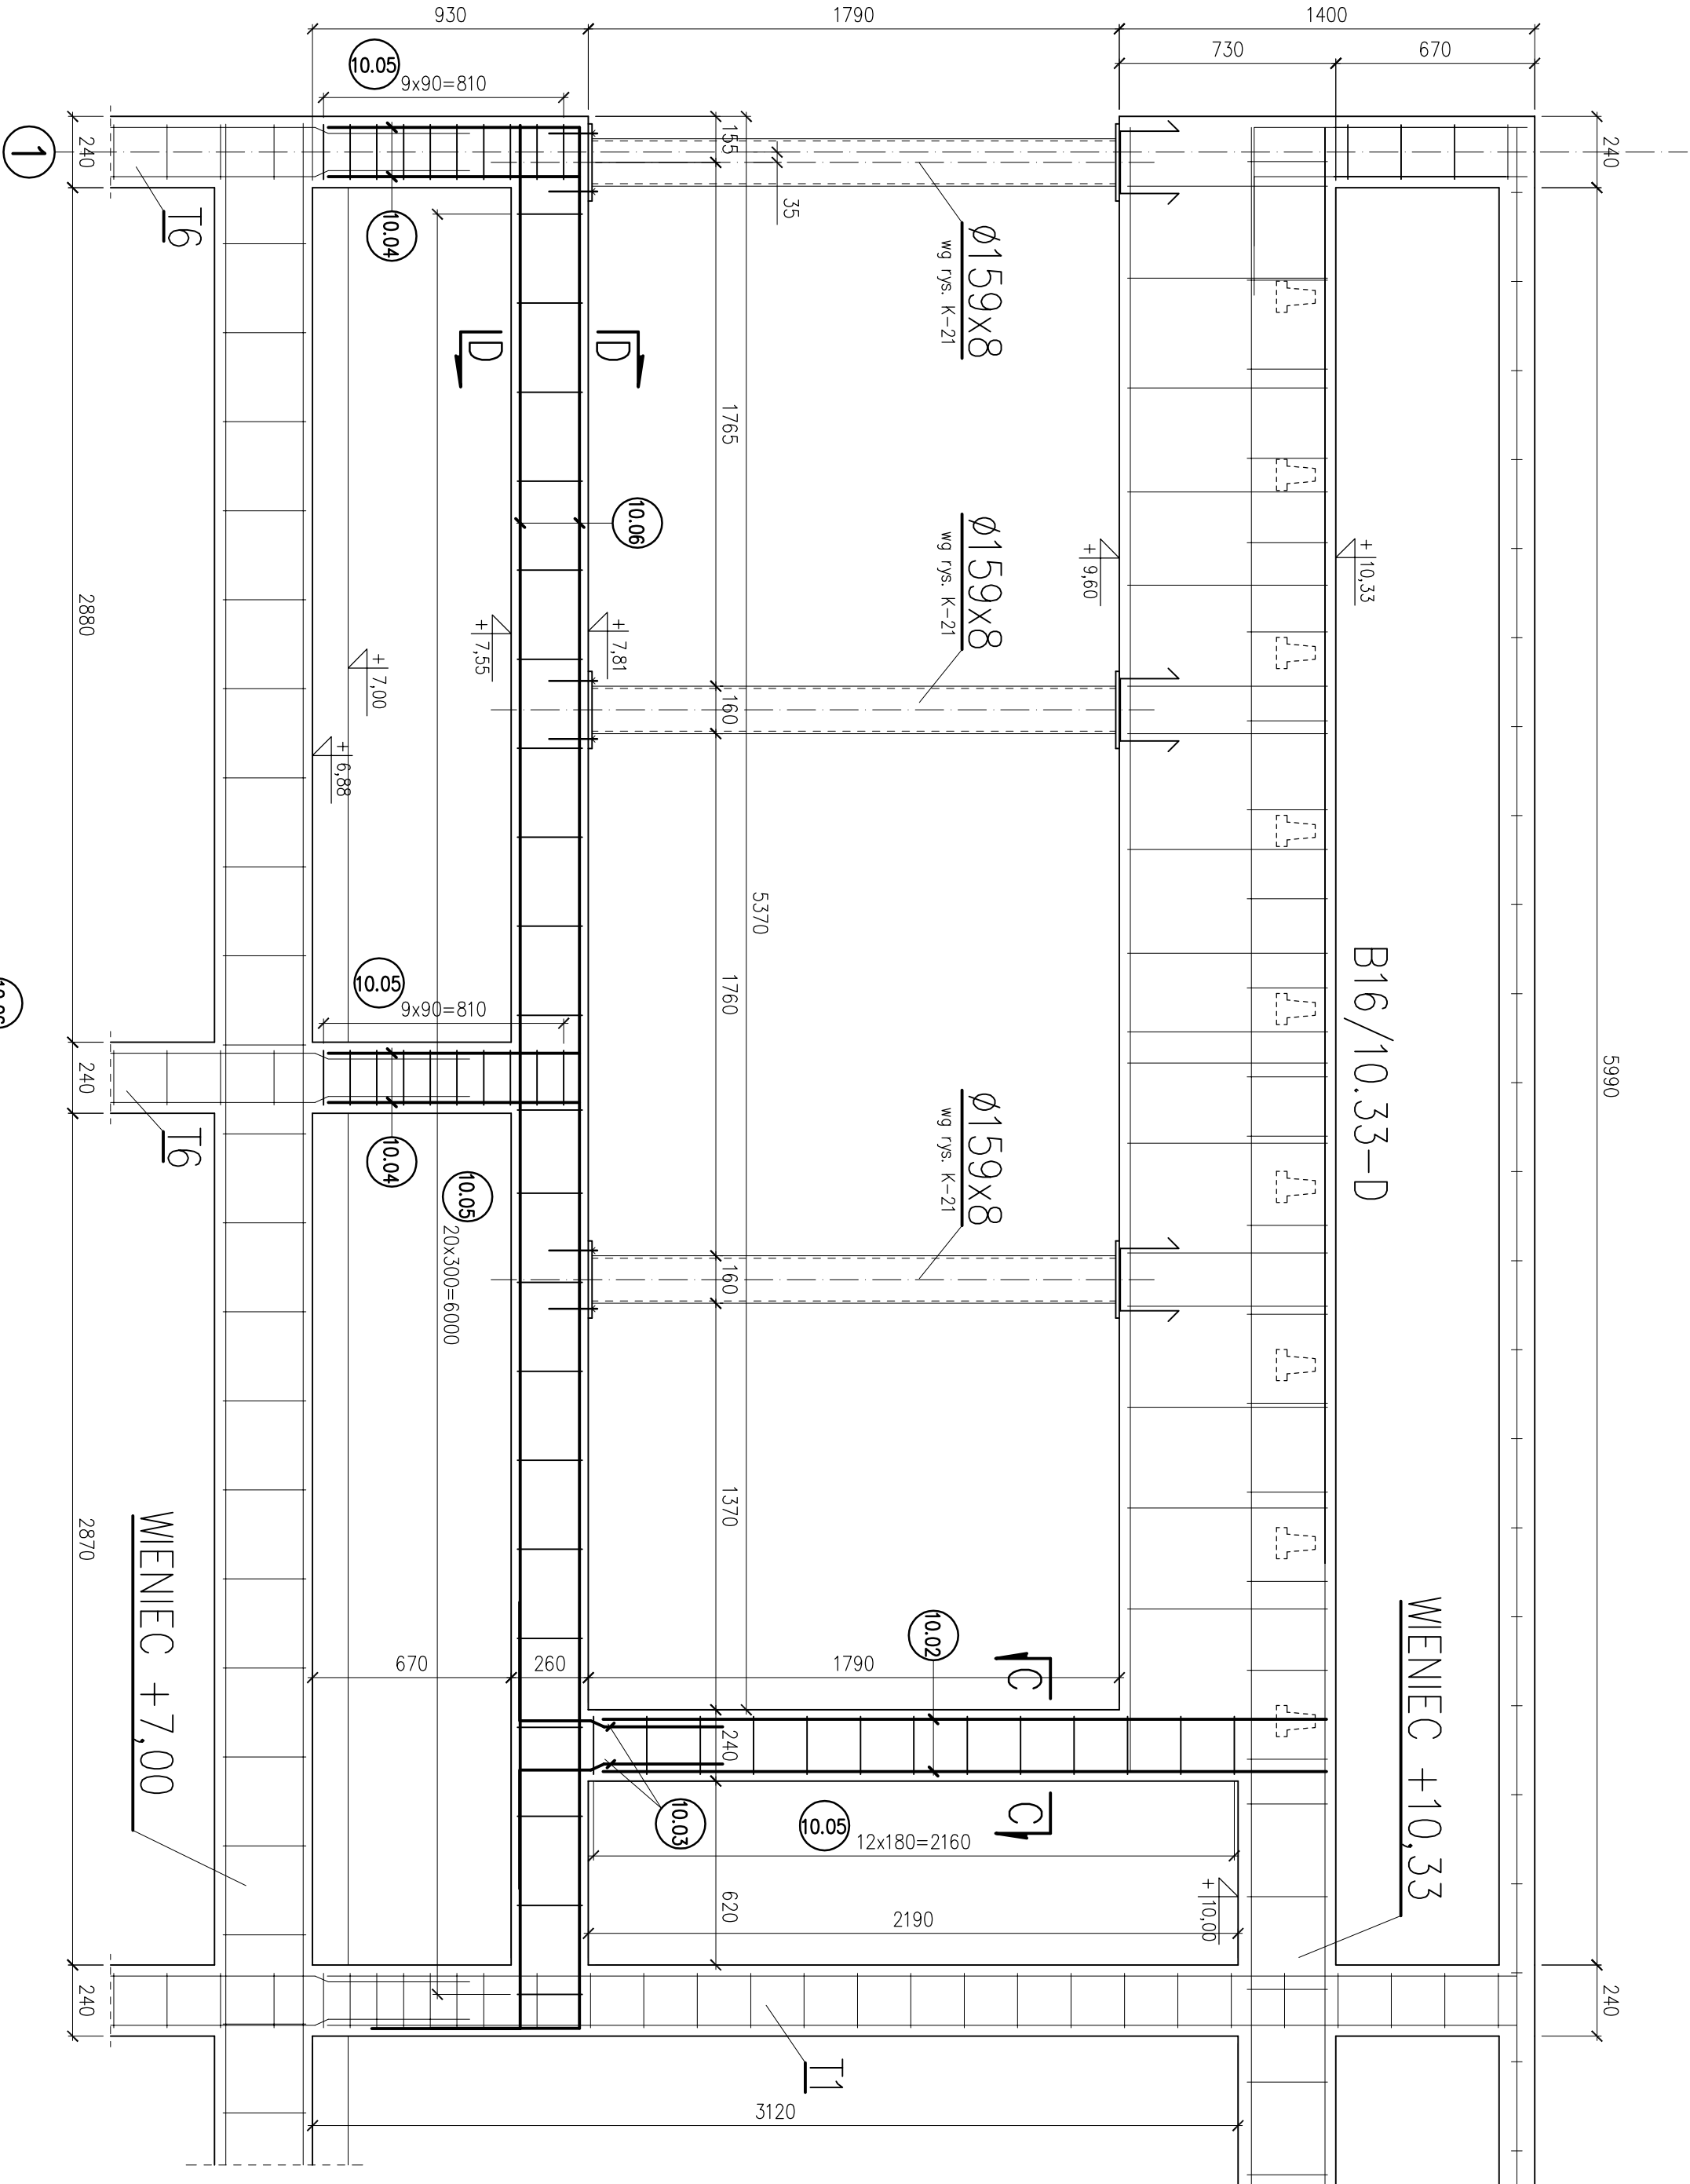 930
1790
1400
730
670
10.05
9x90=810
240
155
240
1
35
T6
10.04
Ø159x8
wg rys. K-21
D
D
1765
10.06
Ø159x8
wg rys. K-21
+ 9,60
+ 10,33
2880
+ 7,81
+ 7,55
+ 7,00
160
+ 6,88
5370
B16/10.33-D
10.05
9x90=810
1760
5990
240
T6
10.04
Ø159x8
wg rys. K-21
10.05
20x300=6000
160
1370
2870
WIENIEC +7,00
WIENIEC +10,33
10.02
C
670
260
1790
240
10.03
10.05
C
12x180=2160
620
+ 10,00
2190
240
240
T1
3120